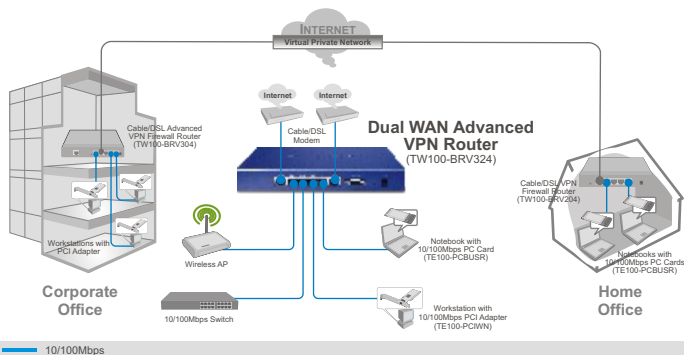 INTERNET
Virtual Private Network
Internet
Internet
Cable/DSL
Modem
Dual WAN Advanced
VPN Router
(TW100-BRV324)
Cable/DSL Advanced
VPN Firewall Router
(TW100-BRV304)
Workstations with
PCI Adapter
Corporate
Office
Wireless AP
10/100Mbps Switch
Notebook with
10/100Mbps PC Card
(TE100-PCBUSR)
Workstation with
10/100Mbps PCI Adapter
(TE100-PCIWN)
Cable/DSL VPN
Firewall Router
(TW100-BRV204)
Notebooks with
10/100Mbps PC Cards
(TE100-PCBUSR)
Home
Office
10/100Mbps